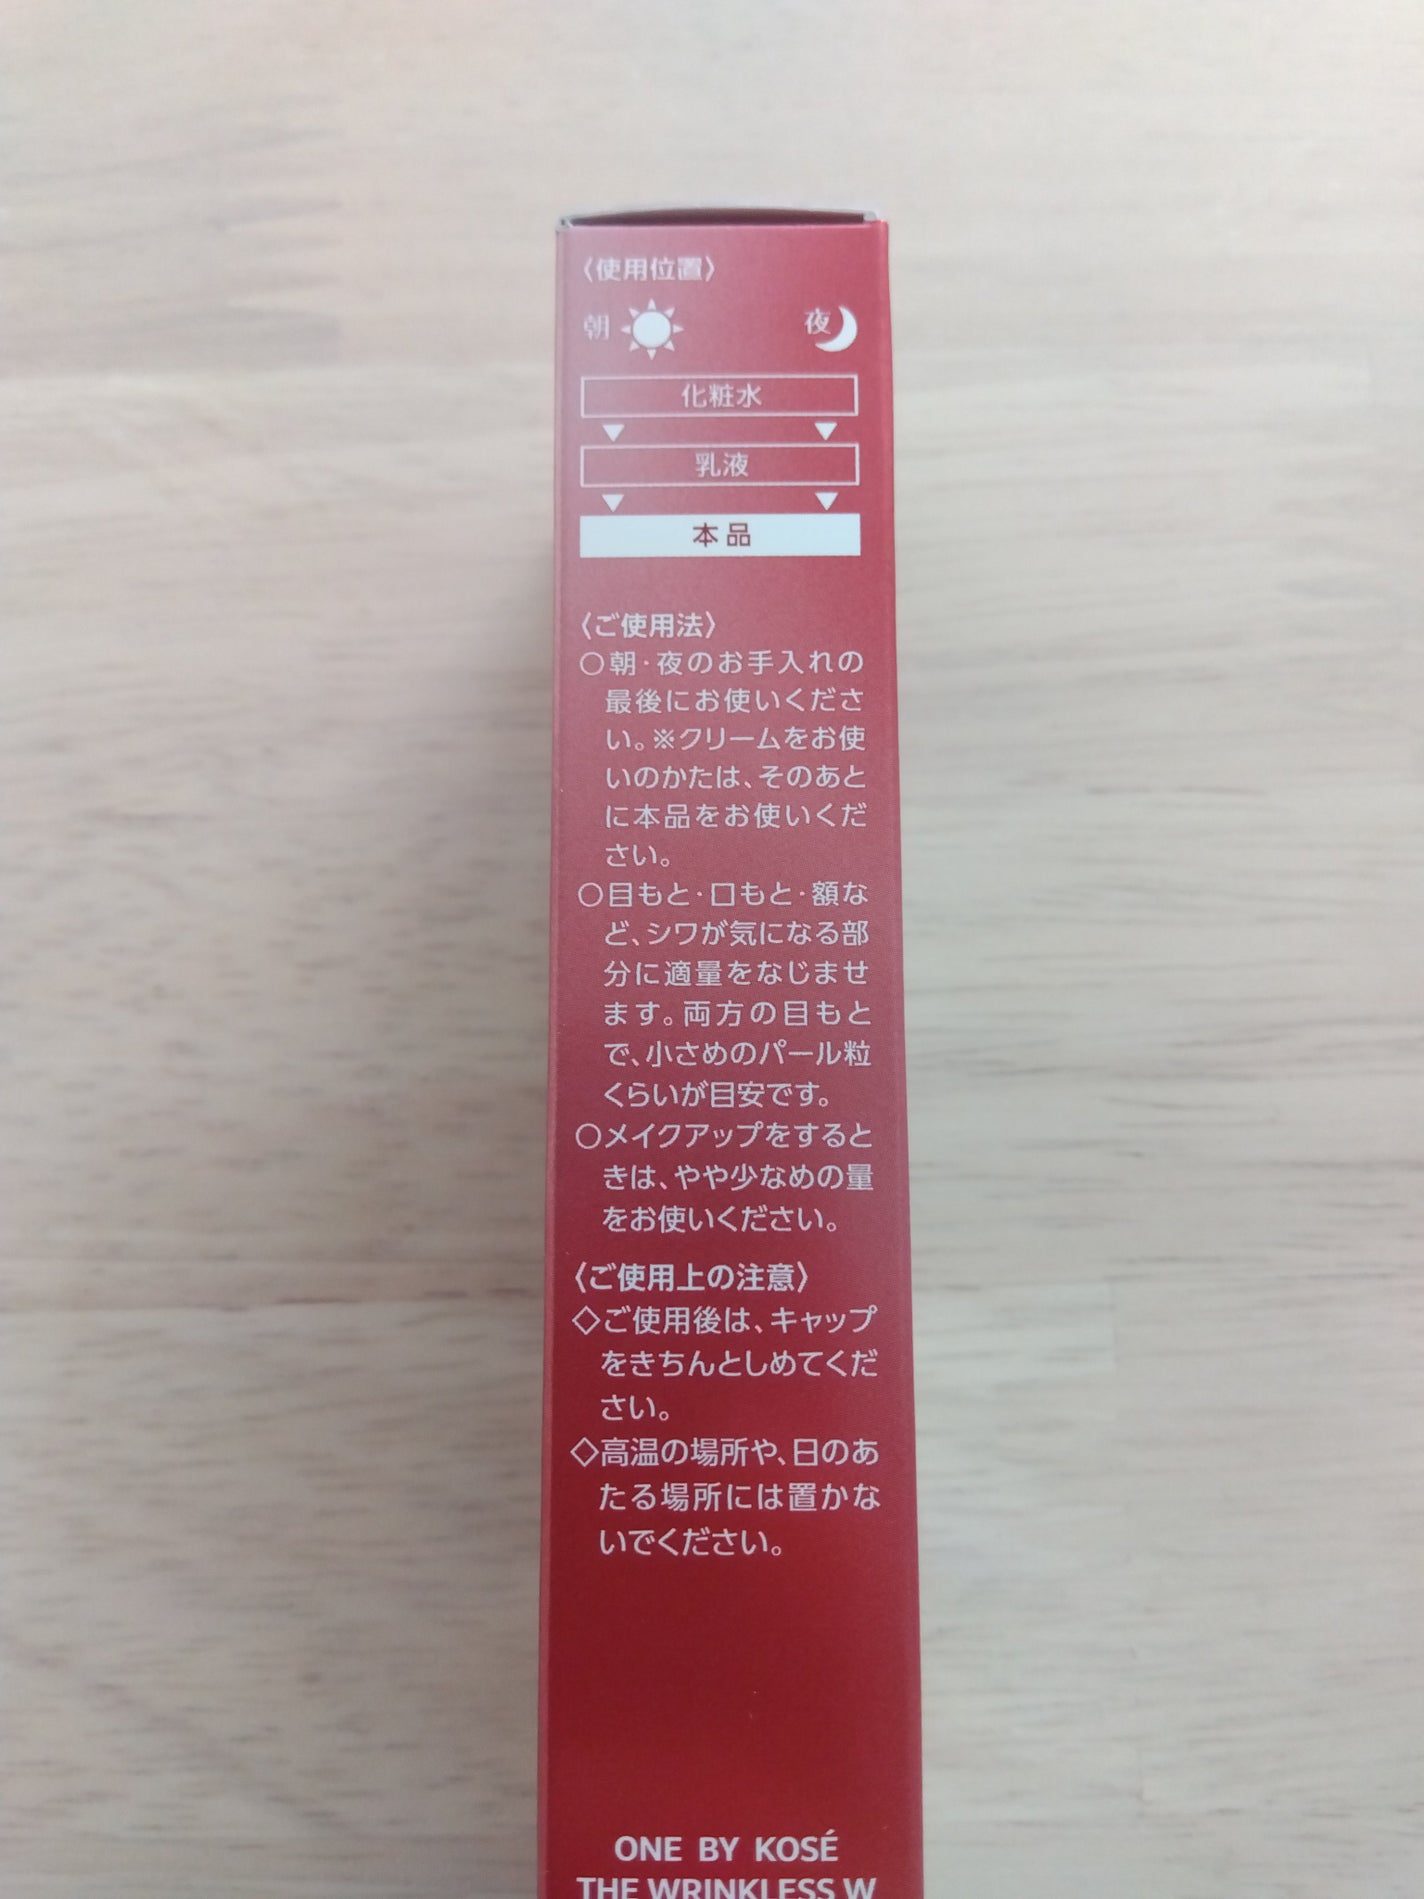 〈使用位置〉
朝 夜
化粧水
乳液
本品
〈ご使用法〉
○朝・夜のお手入れの
最後にお使いくださ
い。※クリームをお使
いのかたは、そのあと
に本品をお使いくだ
さい。
○目もと・口もと・額な
ど、シワが気になる部
分に適量をなじませ
ます。両方の目もと
で、小さめのパール粒
くらいが目安です。
○メイクアップをすると
きは、やや少なめの量
をお使いください。
〈ご使用上の注意〉
◇ご使用後は、キャップ
をきちんとしめてくだ
さい。
◇高温の場所や、日のあ
たる場所には置かな
いでください。
ONE BY KOSÉ
THE WRINKLESS W